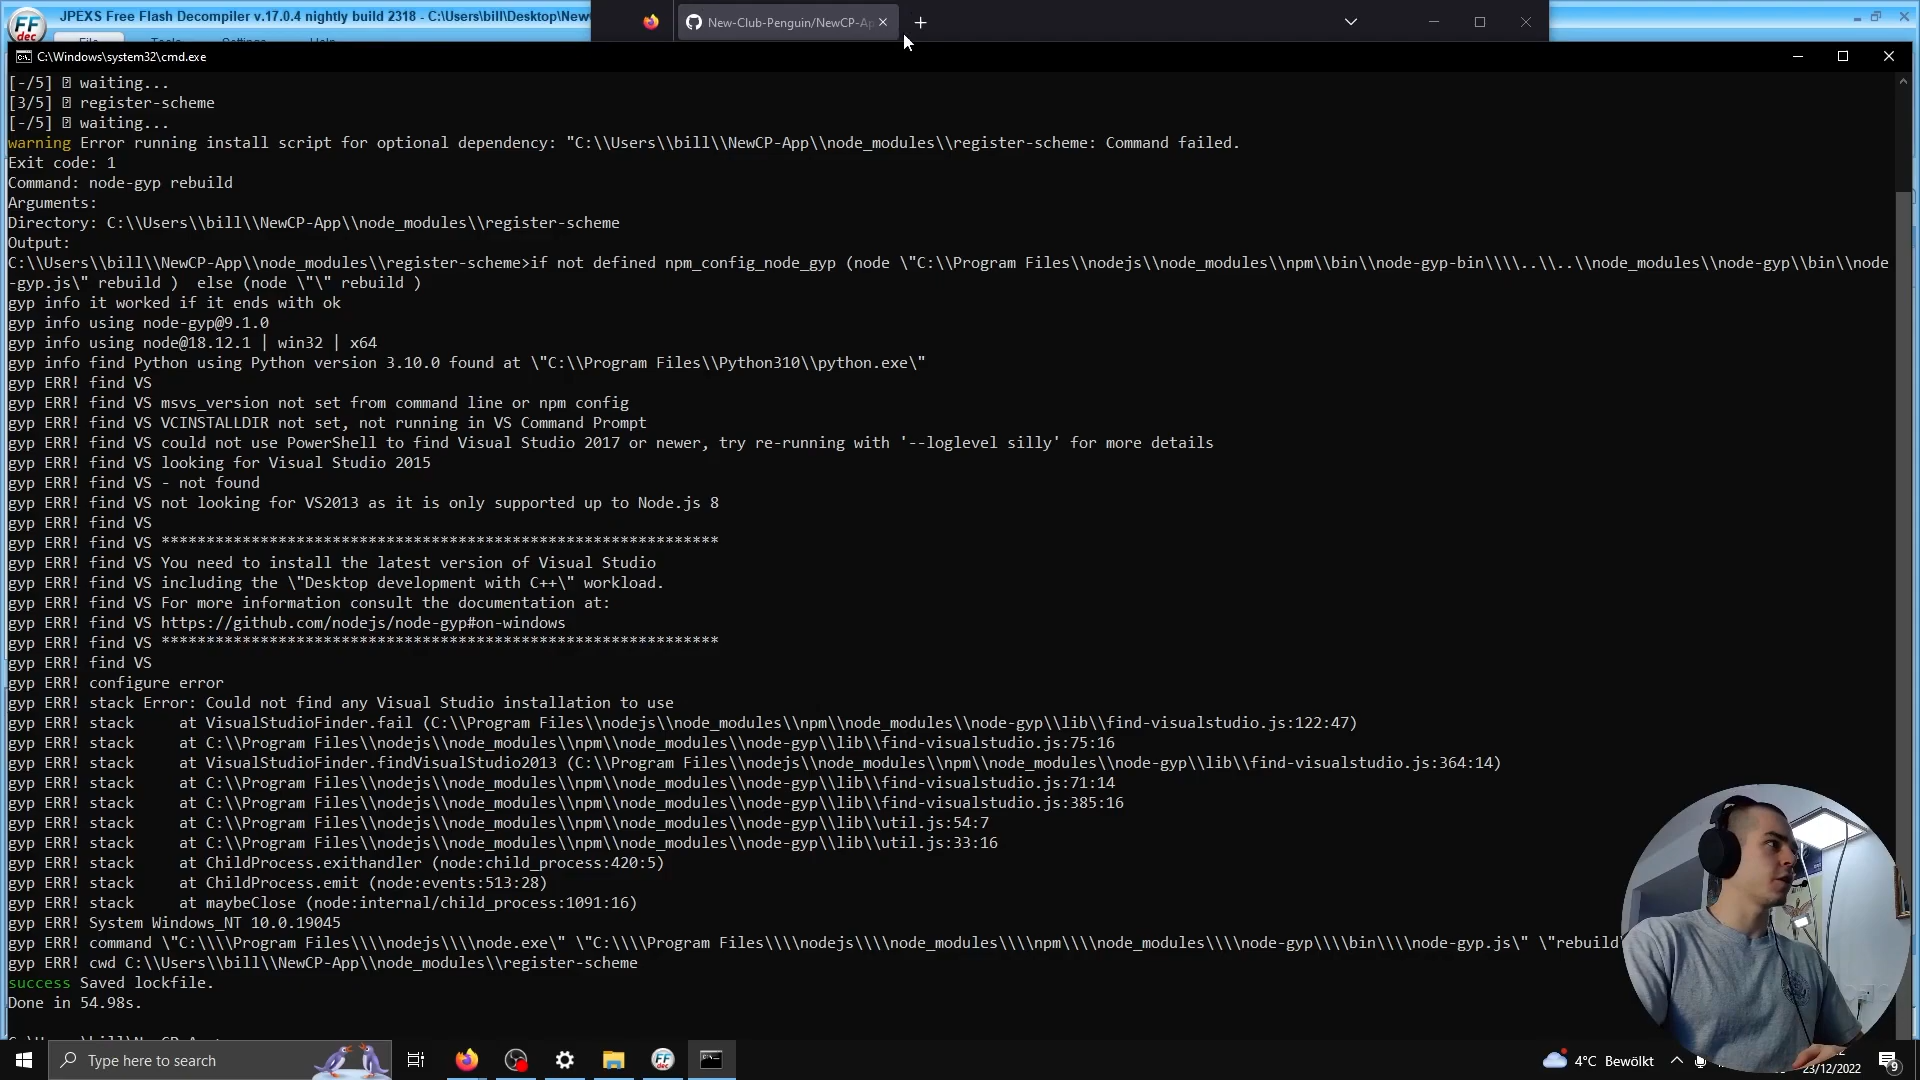 JPEXS Free Flash Decompiler v.17.0.4 nightly build 2318 - C:\Users\bill\Desktop\New
New-Club-Penguin/NewCP-Ap
FF
dec
File Tools Settings Help
C:\Windows\system32\cmd.exe
[-/5] waiting...
[3/5] register-scheme
[-/5] waiting...
warning Error running install script for optional dependency: "C:\\Users\\bill\\NewCP-App\\node_modules\\register-scheme: Command failed.
Exit code: 1
Command: node-gyp rebuild
Arguments:
Directory: C:\\Users\\bill\\NewCP-App\\node_modules\\register-scheme
Output:
C:\\Users\\bill\\NewCP-App\\node_modules\\register-scheme>if not defined npm_config_node_gyp (node \"C:\\Program Files\\nodejs\\node_modules\\npm\\bin\\node-gyp-bin\\\\..\\..\\node_modules\\node-gyp\\bin\\node
-gyp.js\" rebuild )  else (node \"\" rebuild )
gyp info it worked if it ends with ok
gyp info using node-gyp@9.1.0
gyp info using node@18.12.1 | win32 | x64
gyp info find Python using Python version 3.10.0 found at \"C:\\Program Files\\Python310\\python.exe\"
gyp ERR! find VS
gyp ERR! find VS msvs_version not set from command line or npm config
gyp ERR! find VS VCINSTALLDIR not set, not running in VS Command Prompt
gyp ERR! find VS could not use PowerShell to find Visual Studio 2017 or newer, try re-running with '--loglevel silly' for more details
gyp ERR! find VS looking for Visual Studio 2015
gyp ERR! find VS - not found
gyp ERR! find VS not looking for VS2013 as it is only supported up to Node.js 8
gyp ERR! find VS
gyp ERR! find VS **************************************************************
gyp ERR! find VS You need to install the latest version of Visual Studio
gyp ERR! find VS including the \"Desktop development with C++\" workload.
gyp ERR! find VS For more information consult the documentation at:
gyp ERR! find VS https://github.com/nodejs/node-gyp#on-windows
gyp ERR! find VS **************************************************************
gyp ERR! find VS
gyp ERR! configure error
gyp ERR! stack Error: Could not find any Visual Studio installation to use
gyp ERR! stack     at VisualStudioFinder.fail (C:\\Program Files\\nodejs\\node_modules\\npm\\node_modules\\node-gyp\\lib\\find-visualstudio.js:122:47)
gyp ERR! stack     at C:\\Program Files\\nodejs\\node_modules\\npm\\node_modules\\node-gyp\\lib\\find-visualstudio.js:75:16
gyp ERR! stack     at VisualStudioFinder.findVisualStudio2013 (C:\\Program Files\\nodejs\\node_modules\\npm\\node_modules\\node-gyp\\lib\\find-visualstudio.js:364:14)
gyp ERR! stack     at C:\\Program Files\\nodejs\\node_modules\\npm\\node_modules\\node-gyp\\lib\\find-visualstudio.js:71:14
gyp ERR! stack     at C:\\Program Files\\nodejs\\node_modules\\npm\\node_modules\\node-gyp\\lib\\find-visualstudio.js:385:16
gyp ERR! stack     at C:\\Program Files\\nodejs\\node_modules\\npm\\node_modules\\node-gyp\\lib\\util.js:54:7
gyp ERR! stack     at C:\\Program Files\\nodejs\\node_modules\\npm\\node_modules\\node-gyp\\lib\\util.js:33:16
gyp ERR! stack     at ChildProcess.exithandler (node:child_process:420:5)
gyp ERR! stack     at ChildProcess.emit (node:events:513:28)
gyp ERR! stack     at maybeClose (node:internal/child_process:1091:16)
gyp ERR! System Windows_NT 10.0.19045
gyp ERR! command \"C:\\\\Program Files\\\\nodejs\\\\node.exe\" \"C:\\\\Program Files\\\\nodejs\\\\node_modules\\\\npm\\\\node_modules\\\\node-gyp\\\\bin\\\\node-gyp.js\" \"rebuild
gyp ERR! cwd C:\\Users\\bill\\NewCP-App\\node_modules\\register-scheme
success Saved lockfile.
Done in 54.98s.
Type here to search
FF
dec
4°C Bewölkt
23/12/2022
9